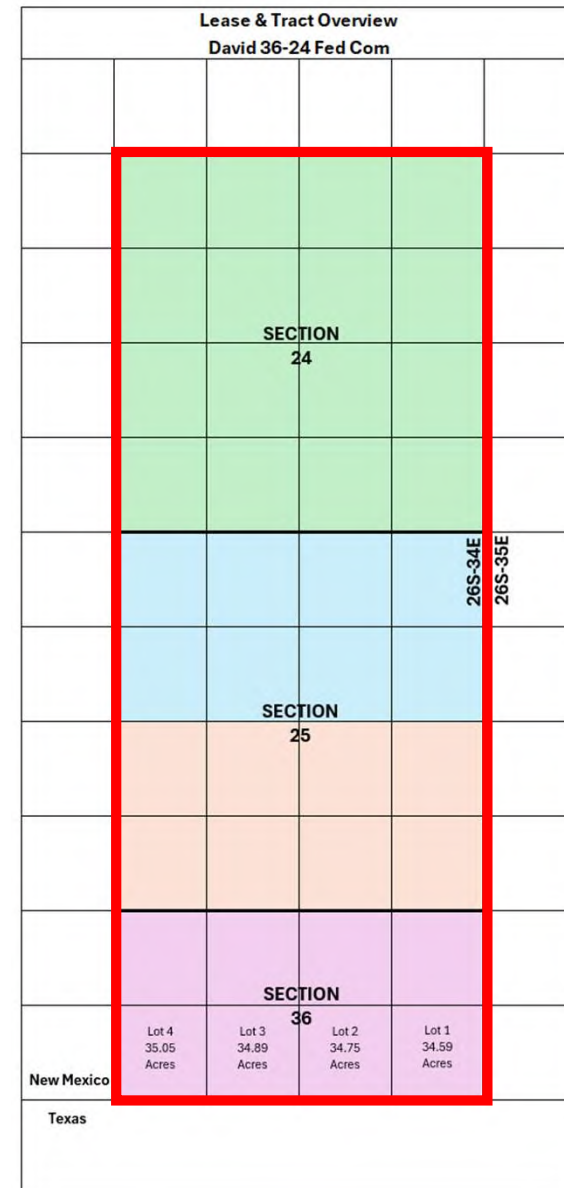 Lease & Tract Overview
David 36-24 Fed Com
SECTION
24
26S-34E
26S-35E
SECTION
25
SECTION
36
Lot 4
35.05
Acres
Lot 3
34.89
Acres
Lot 2
34.75
Acres
Lot 1
34.59
Acres
New Mexico
Texas